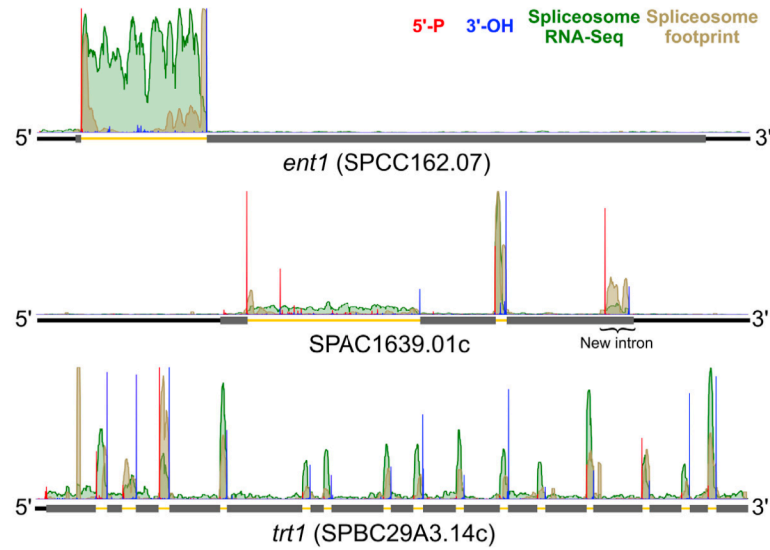 5'-P 3'-OH Spliceosome Spliceosome
RNA-Seq footprint
5' 3'
ent1 (SPCC162.07)
5' 3'
SPAC1639.01c
New intron
5' 3'
trt1 (SPBC29A3.14c)